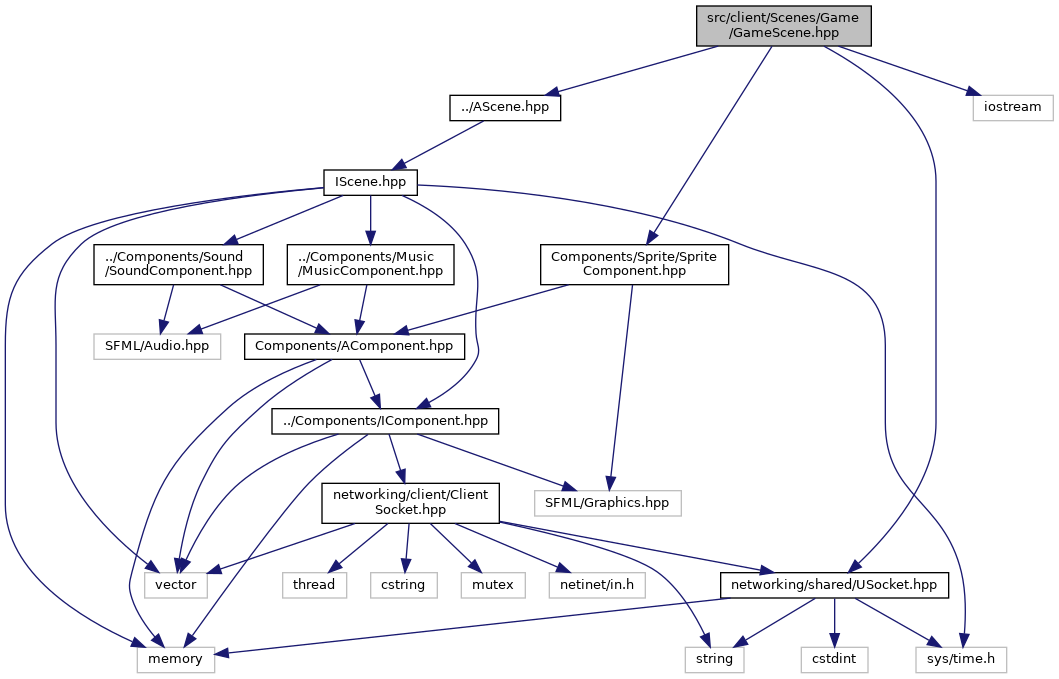 src/client/Scenes/Game
/GameScene.hpp
../AScene.hpp
iostream
IScene.hpp
../Components/Sound
/SoundComponent.hpp
../Components/Music
/MusicComponent.hpp
Components/Sprite/Sprite
Component.hpp
SFML/Audio.hpp
Components/AComponent.hpp
../Components/IComponent.hpp
networking/client/Client
Socket.hpp
SFML/Graphics.hpp
vector
thread
cstring
mutex
netinet/in.h
networking/shared/USocket.hpp
memory
string
cstdint
sys/time.h